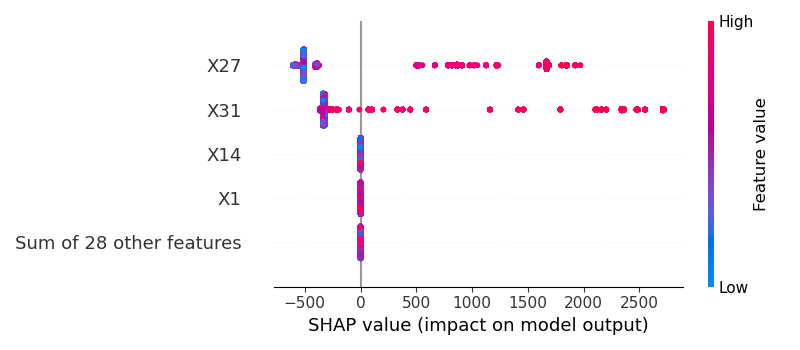 High
X27
X31
X14
X1
Sum of 28 other features
Feature value
Low
−500 0 500 1000 1500 2000 2500
SHAP value (impact on model output)